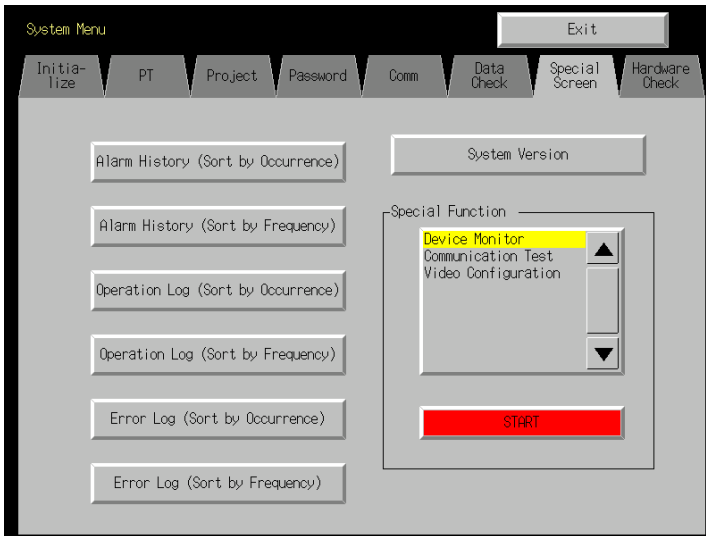 System Menu
Exit
Initia-
lize
PT
Project
Password
Comm
Data
Check
Special
Screen
Hardware
Check
Alarm History (Sort by Occurrence)
Alarm History (Sort by Frequency)
Operation Log (Sort by Occurrence)
Operation Log (Sort by Frequency)
Error Log (Sort by Occurrence)
Error Log (Sort by Frequency)
System Version
Special Function
Device Monitor
Communication Test
Video Configuration
START